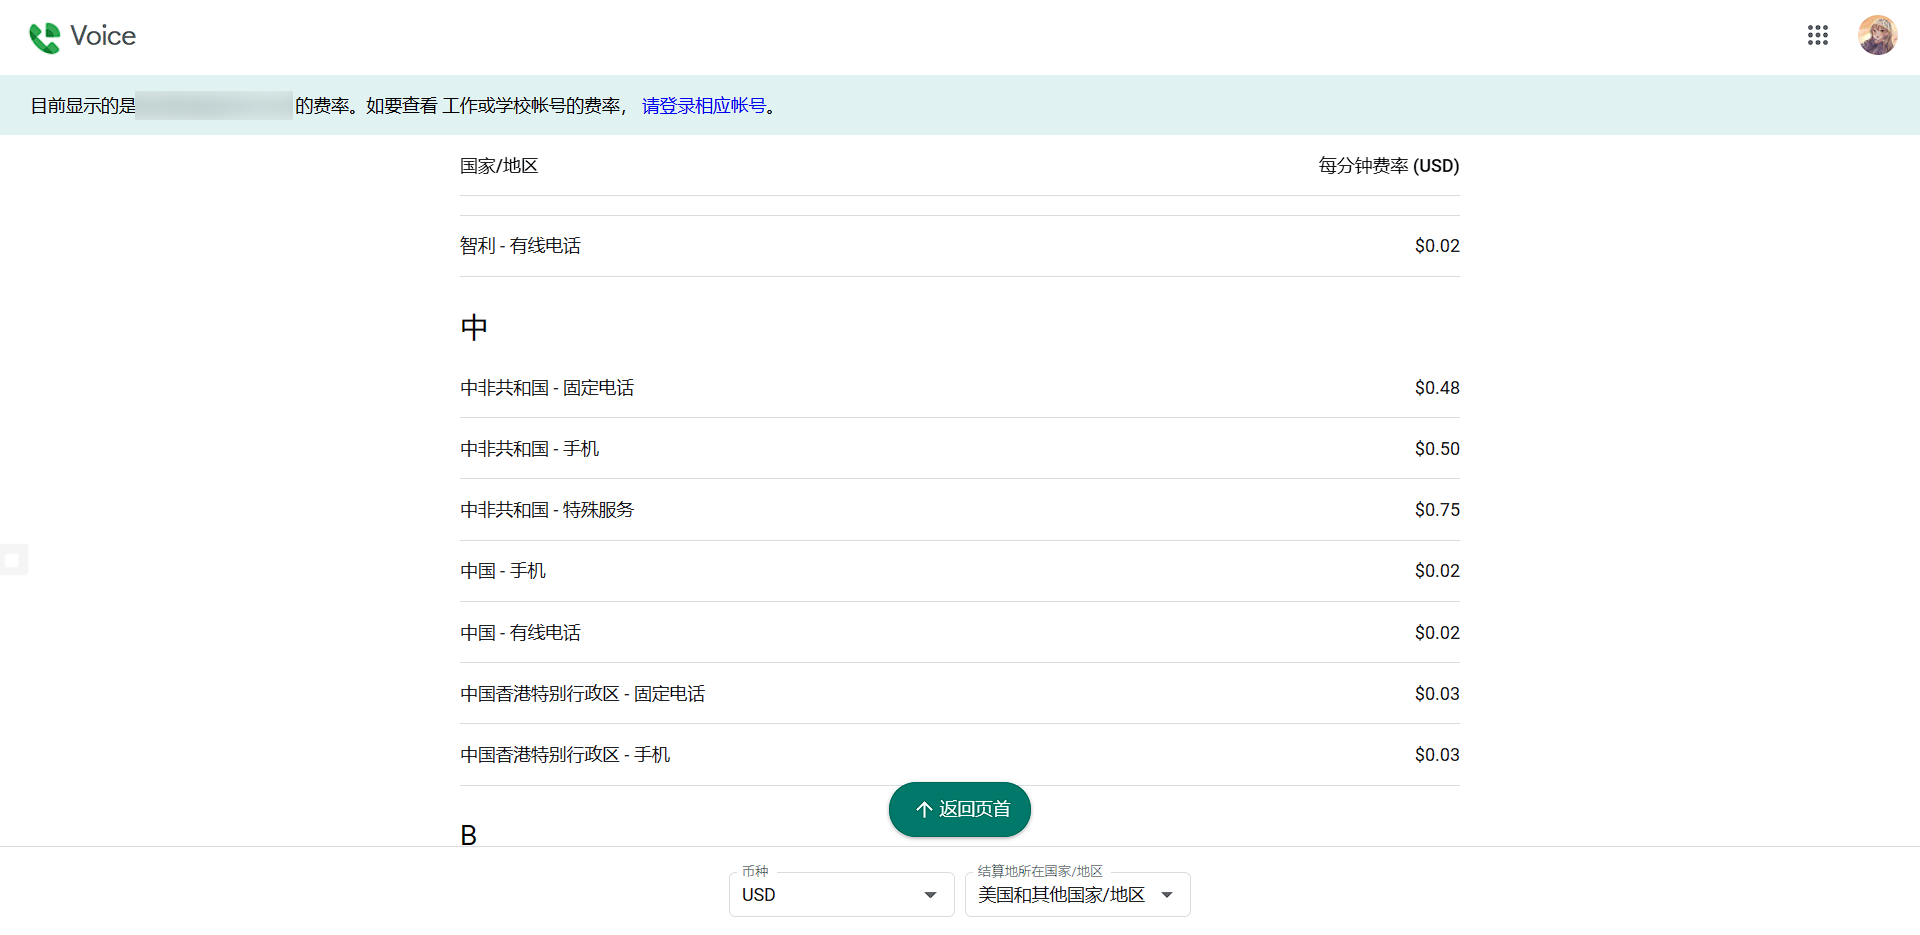 Voice
目前显示的是 的费率。如要查看 工作或学校帐号的费率， 请登录相应帐号。
国家/地区 每分钟费率 (USD)
智利 - 有线电话 $0.02
中
中非共和国 - 固定电话 $0.48
中非共和国 - 手机 $0.50
中非共和国 - 特殊服务 $0.75
中国 - 手机 $0.02
中国 - 有线电话 $0.02
中国香港特别行政区 - 固定电话 $0.03
中国香港特别行政区 - 手机 $0.03
返回页首
B
币种 结算地所在国家/地区
USD 美国和其他国家/地区